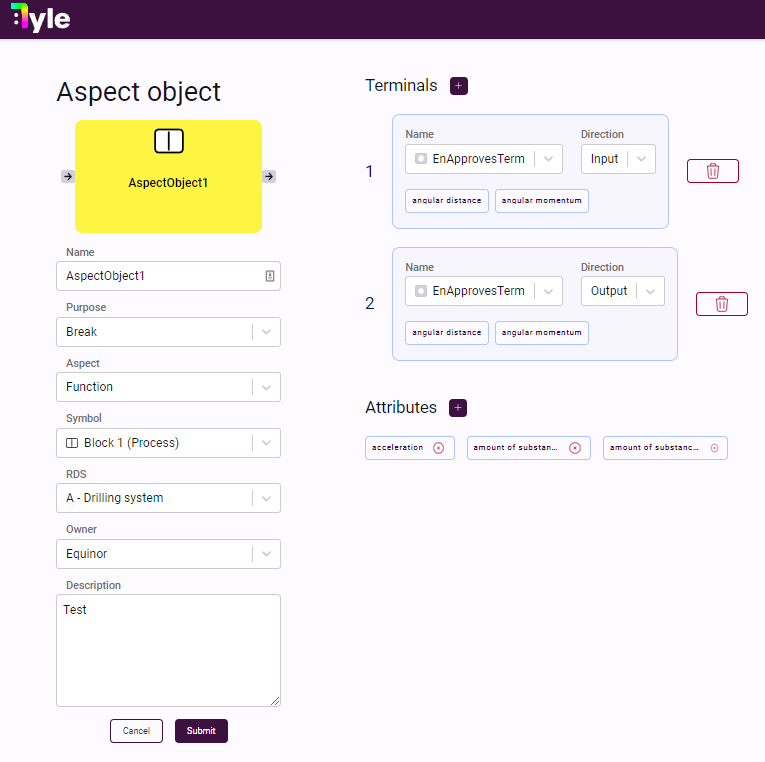 Tyle
Aspect object
AspectObject1
Name
AspectObject1
Purpose
Break
Aspect
Function
Symbol
Block 1 (Process)
RDS
A - Drilling system
Owner
Equinor
Description
Test
Cancel
Submit
Terminals +
1
Name
Direction
EnApprovesTerm
Input
angular distance
angular momentum
2
Name
Direction
EnApprovesTerm
Output
angular distance
angular momentum
Attributes +
acceleration
amount of substan...
amount of substanc...